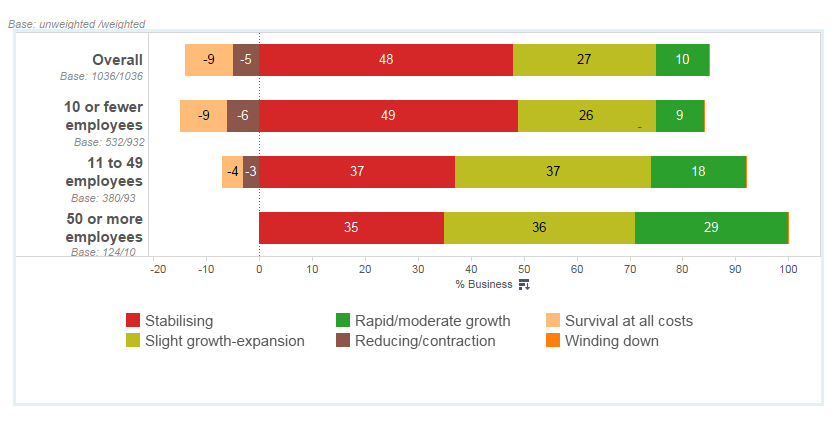 Base: unweighted /weighted
Overall
Base: 1036/1036
-9 -5 48 27 10
10 or fewer
employees
Base: 532/932
-9 -6 49 26 9
11 to 49
employees
Base: 380/93
-4 -3 37 37 18
50 or more
employees
Base: 124/10
35 36 29
-20 -10 0 10 20 30 40 50 60 70 80 90 100
% Business
Stabilising Rapid/moderate growth Survival at all costs
Slight growth-expansion Reducing/contraction Winding down